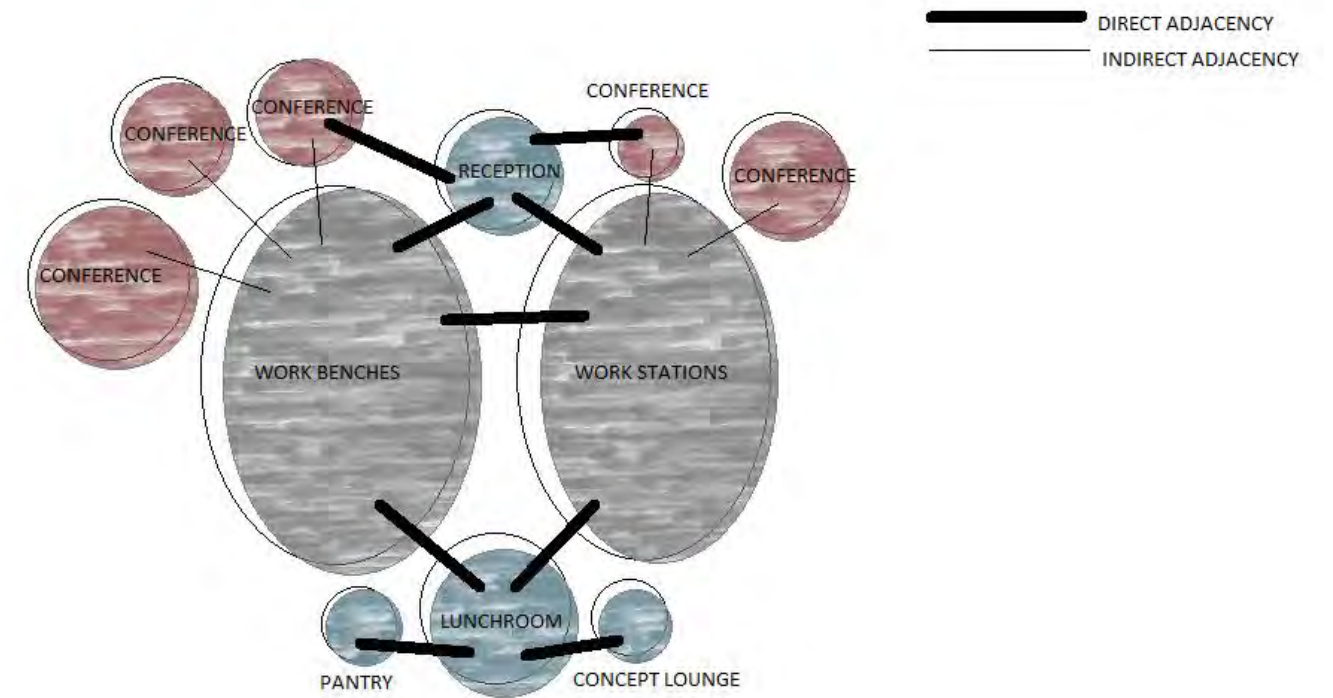 DIRECT ADJACENCY
INDIRECT ADJACENCY
CONFERENCE
CONFERENCE
CONFERENCE
RECEPTION
CONFERENCE
CONFERENCE
WORK BENCHES
WORK STATIONS
LUNCHROOM
PANTRY
CONCEPT LOUNGE